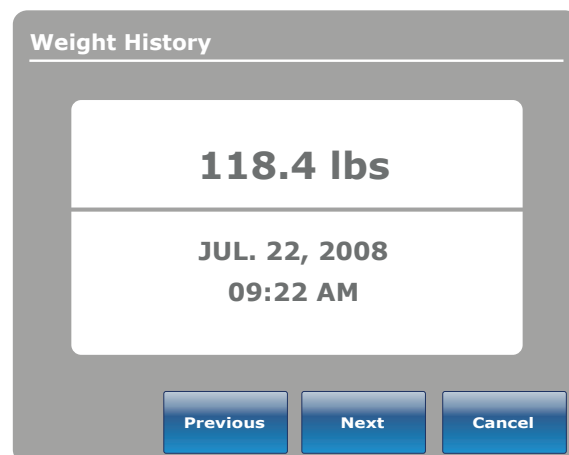 Weight History
118.4 lbs
JUL. 22, 2008
09:22 AM
Previous
Next
Cancel